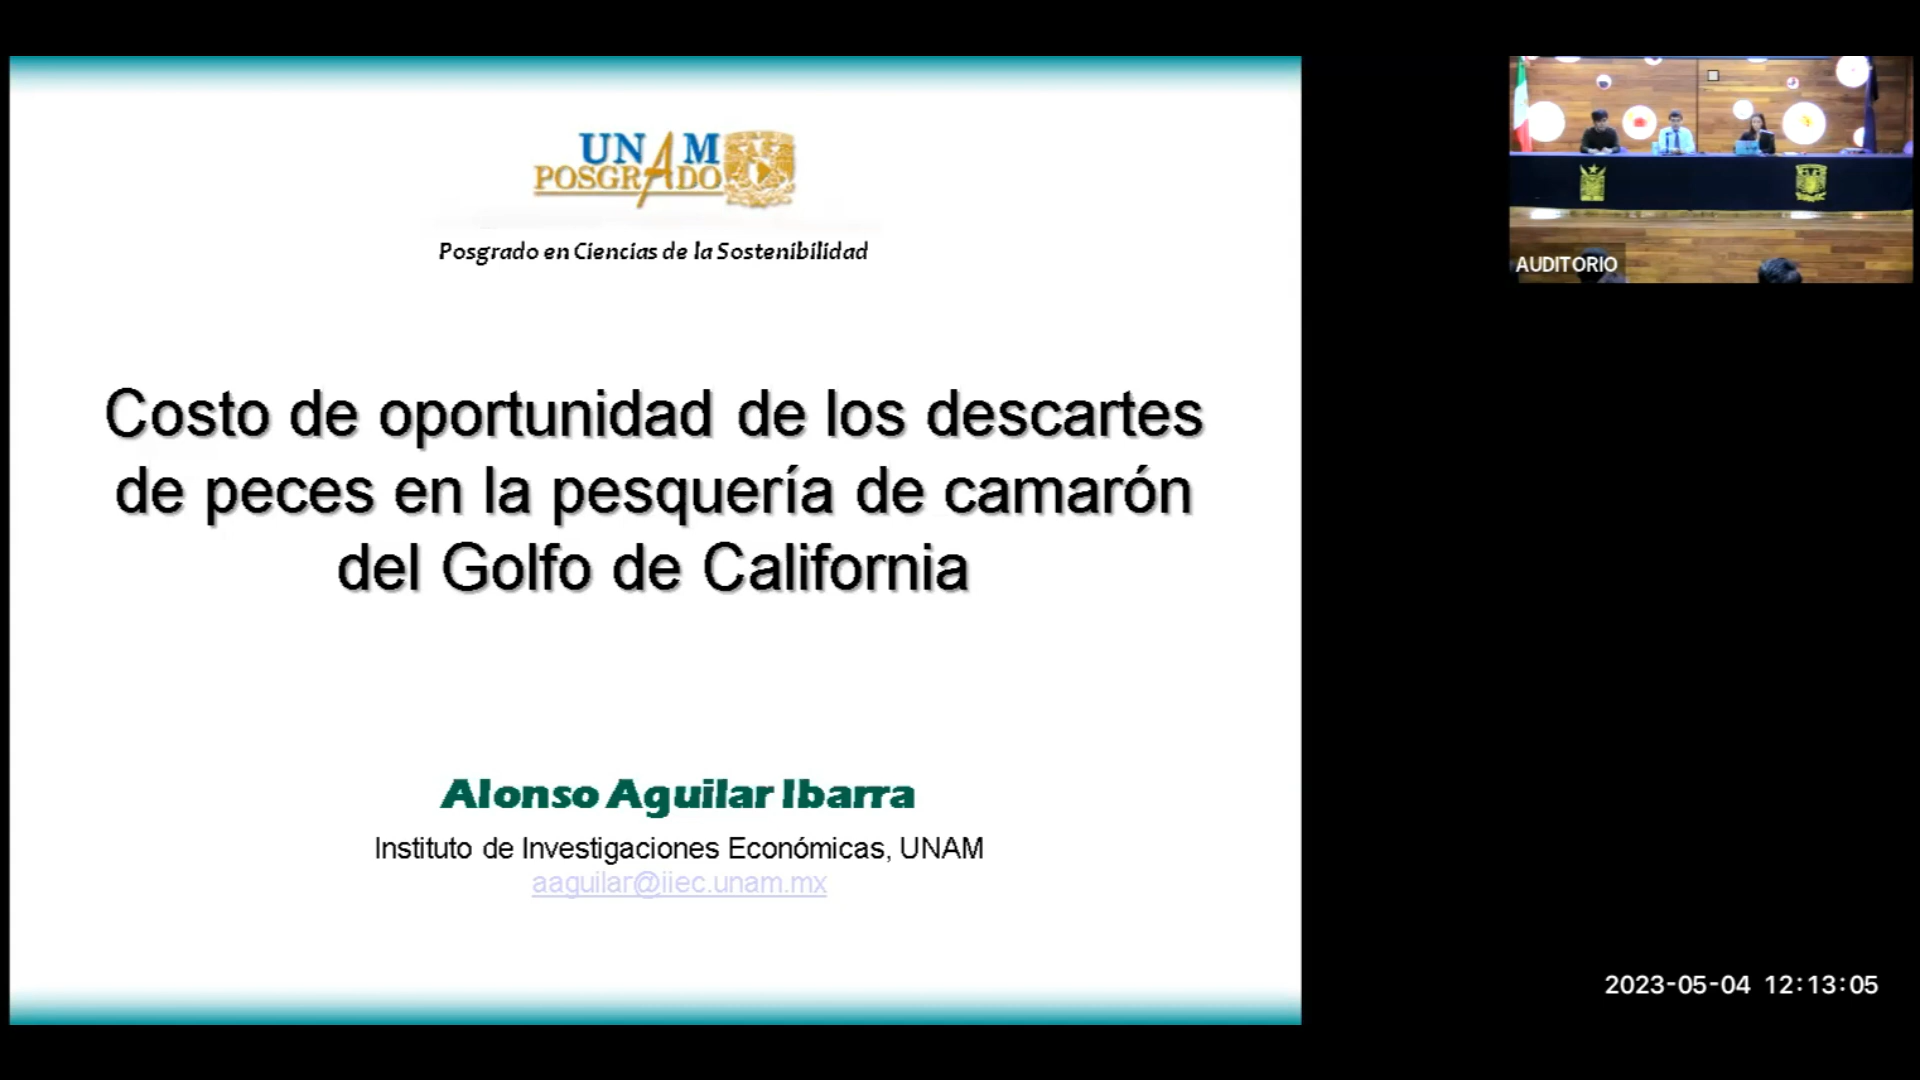 UNAM
POSGRADO
Posgrado en Ciencias de la Sostenibilidad
Costo de oportunidad de los descartes
de peces en la pesquería de camarón
del Golfo de California
Alonso Aguilar Ibarra
Instituto de Investigaciones Económicas, UNAM
aaguilar@iiec.unam.mx
AUDITORIO
2023-05-04 12:13:05